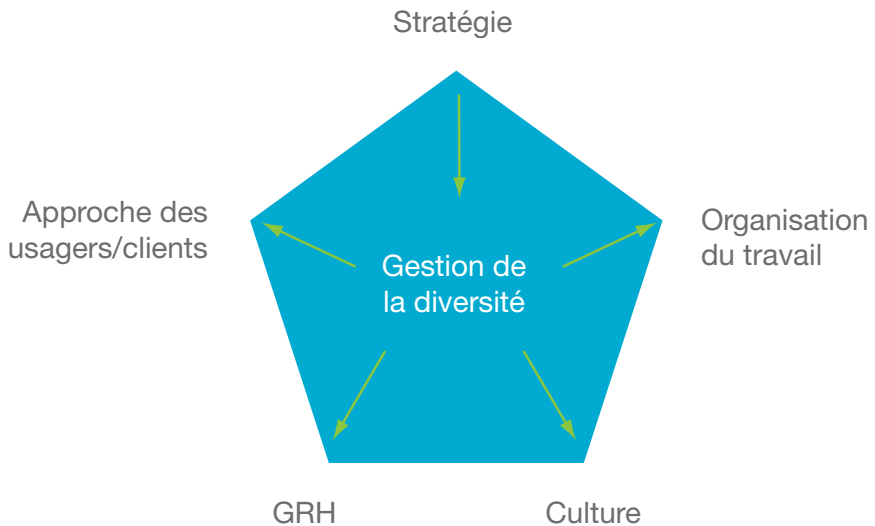 Stratégie
Approche des
usagers/clients
Organisation
du travail
Gestion de
la diversité
GRH
Culture